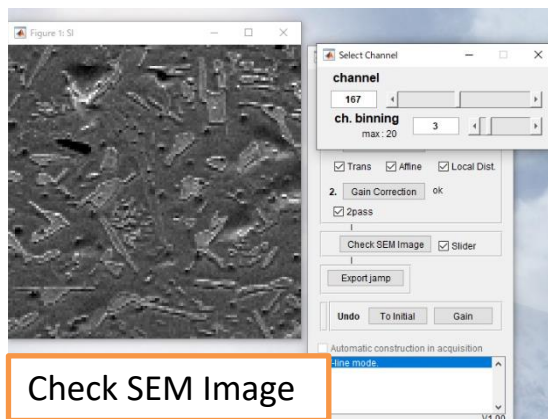 Figure 1: SI
Select Channel
channel
167
ch. binning
max : 20
3
Trans
Affine
Local Dist.
2.
Gain Correction
ok
2pass
Check SEM Image
Slider
Export jamp
Undo
To Initial
Gain
Automatic construction in acquisition
-line mode.
Check SEM Image
V1.00